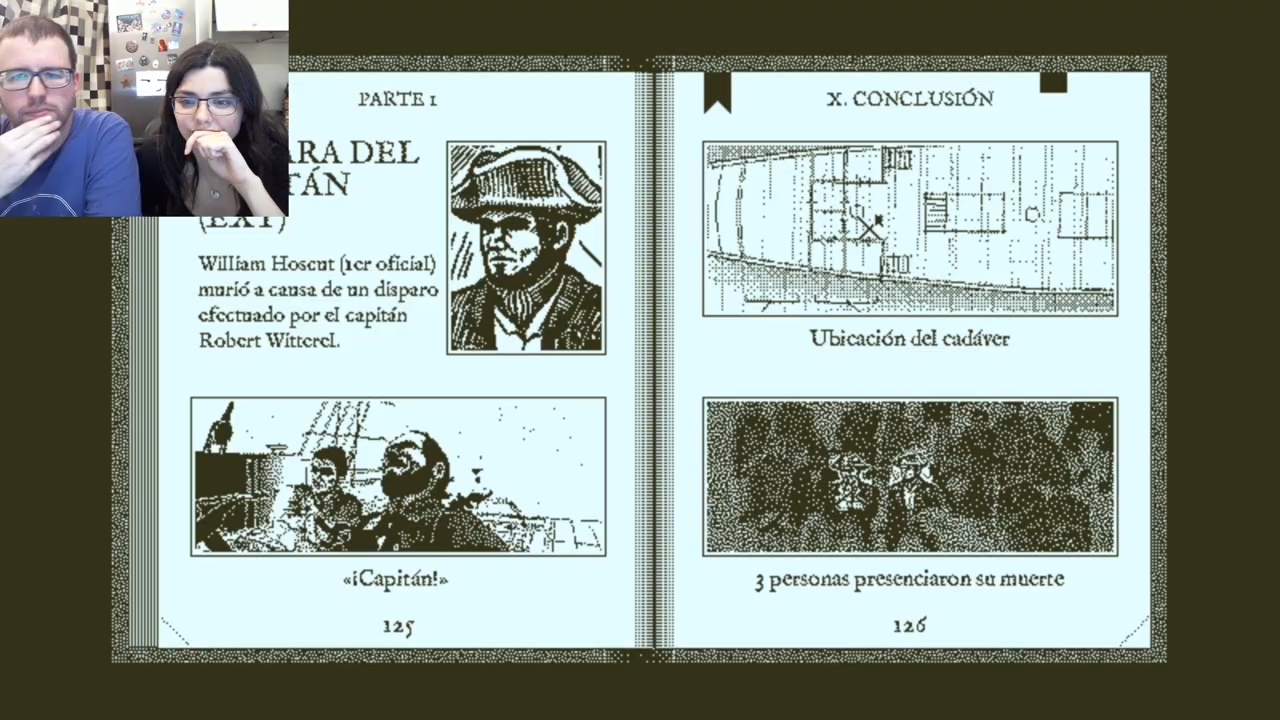 PARTE 1
ARA DEL
TÁN
(EXT)
William Hoscut (1er oficial)
murió a causa de un disparo
efectuado por el capitán
Robert Witterel.
«¡Capitán!»
125
X. CONCLUSIÓN
Ubicación del cadáver
3 personas presenciaron su muerte
126